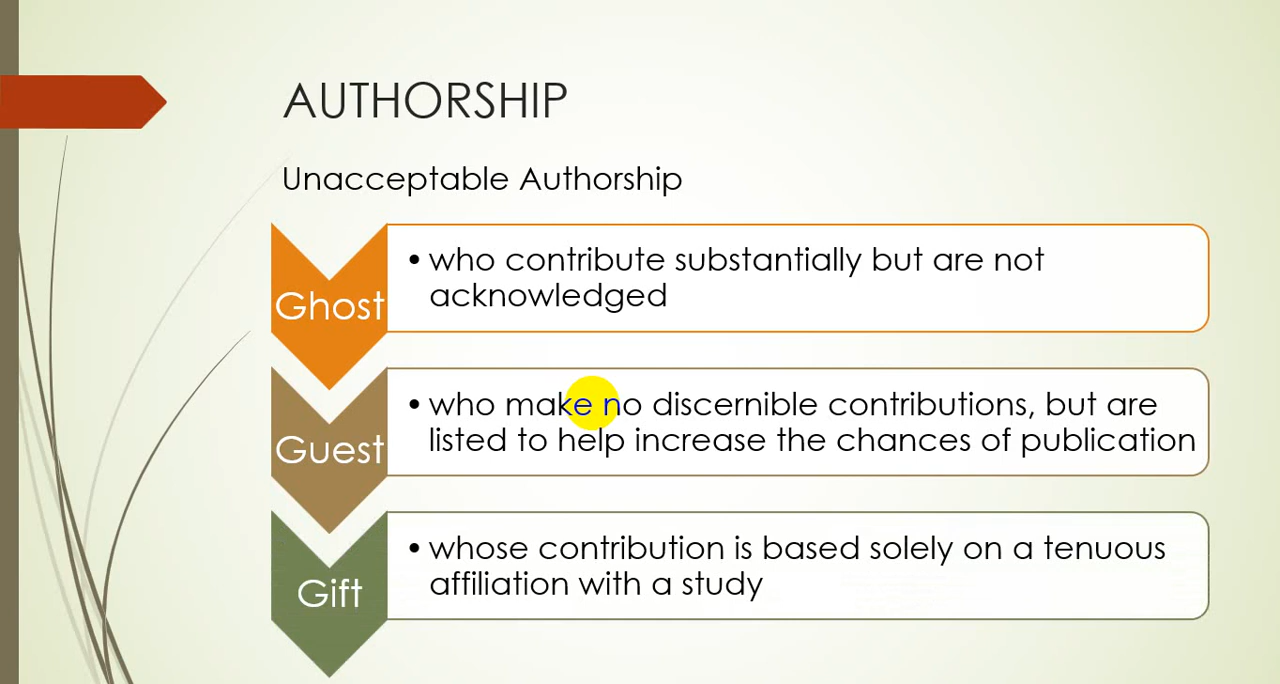 AUTHORSHIP
Unacceptable Authorship
Ghost
• who contribute substantially but are not
acknowledged
Guest
• who make no discernible contributions, but are
listed to help increase the chances of publication
Gift
• whose contribution is based solely on a tenuous
affiliation with a study